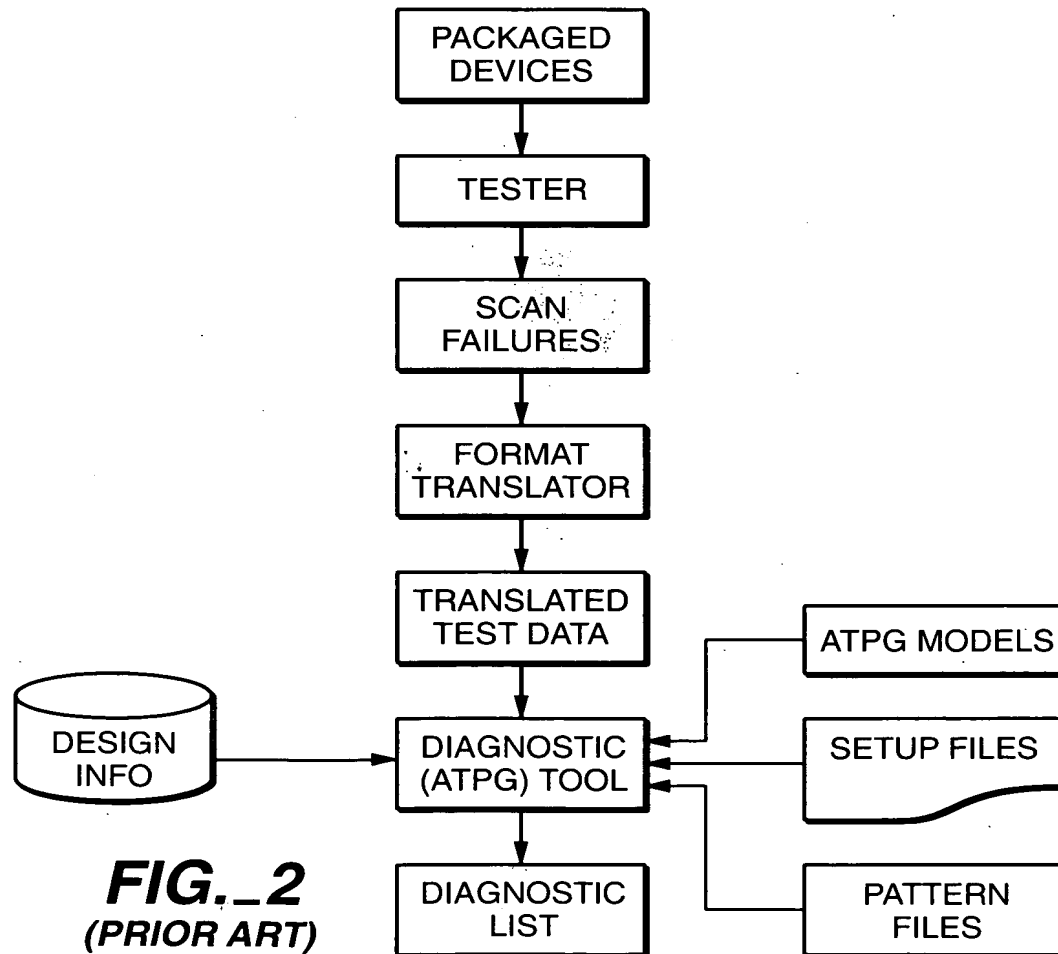 PACKAGED
DEVICES
TESTER
SCAN
FAILURES
FORMAT
TRANSLATOR
TRANSLATED
TEST DATA
ATPG MODELS
DESIGN
INFO
DIAGNOSTIC
(ATPG) TOOL
SETUP FILES
DIAGNOSTIC
LIST
PATTERN
FILES
FIG._2
(PRIOR ART)